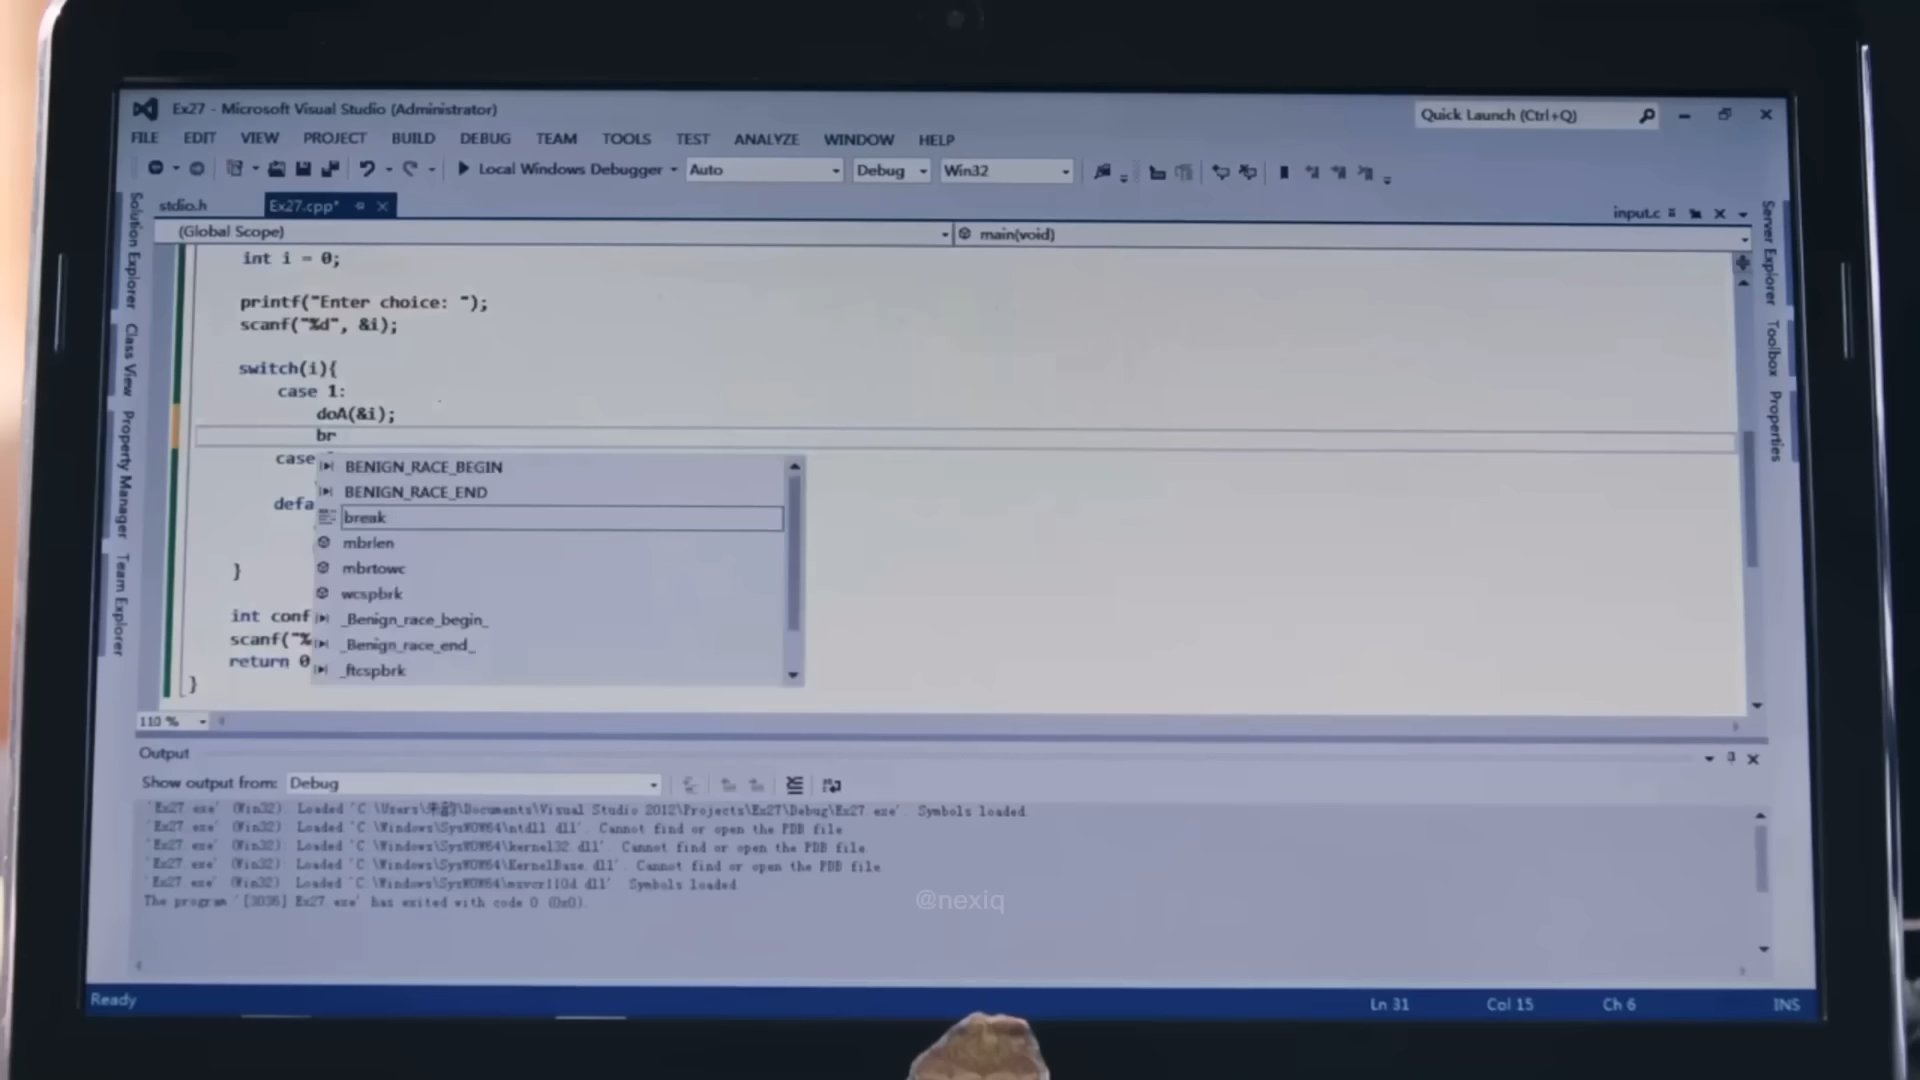 Ex27 - Microsoft Visual Studio (Administrator)
Quick Launch (Ctrl+Q)
FILE EDIT VIEW PROJECT BUILD DEBUG TEAM TOOLS TEST ANALYZE WINDOW HELP
Local Windows Debugger Auto Debug Win32
stdio.h Ex27.cpp* input.c
(Global Scope) main(void)
Solution Explorer
Class View
Property Manager
Team Explorer
Server Explorer
Toolbox
Properties
int i = 0;
printf("Enter choice: ");
scanf("%d", &i);
switch(i){
case 1:
doA(&i);
br
case
defa
}
int conf
scanf("%
return 0
}
BENIGN_RACE_BEGIN
BENIGN_RACE_END
break
mbrlen
mbrtowc
wcspbrk
_Benign_race_begin_
_Benign_race_end_
_ftcspbrk
110 %
Output
Show output from: Debug
'Ex27.exe' (Win32): Loaded 'C:\Users\朱韵\Documents\Visual Studio 2012\Projects\Ex27\Debug\Ex27.exe'. Symbols loaded.
'Ex27.exe' (Win32): Loaded 'C:\Windows\SysWOW64\ntdll.dll'. Cannot find or open the PDB file.
'Ex27.exe' (Win32): Loaded 'C:\Windows\SysWOW64\kernel32.dll'. Cannot find or open the PDB file.
'Ex27.exe' (Win32): Loaded 'C:\Windows\SysWOW64\KernelBase.dll'. Cannot find or open the PDB file.
'Ex27.exe' (Win32): Loaded 'C:\Windows\SysWOW64\msvcr110d.dll'. Symbols loaded.
The program '[3036] Ex27.exe' has exited with code 0 (0x0).
@nexiq
Ready Ln 31 Col 15 Ch 6 INS